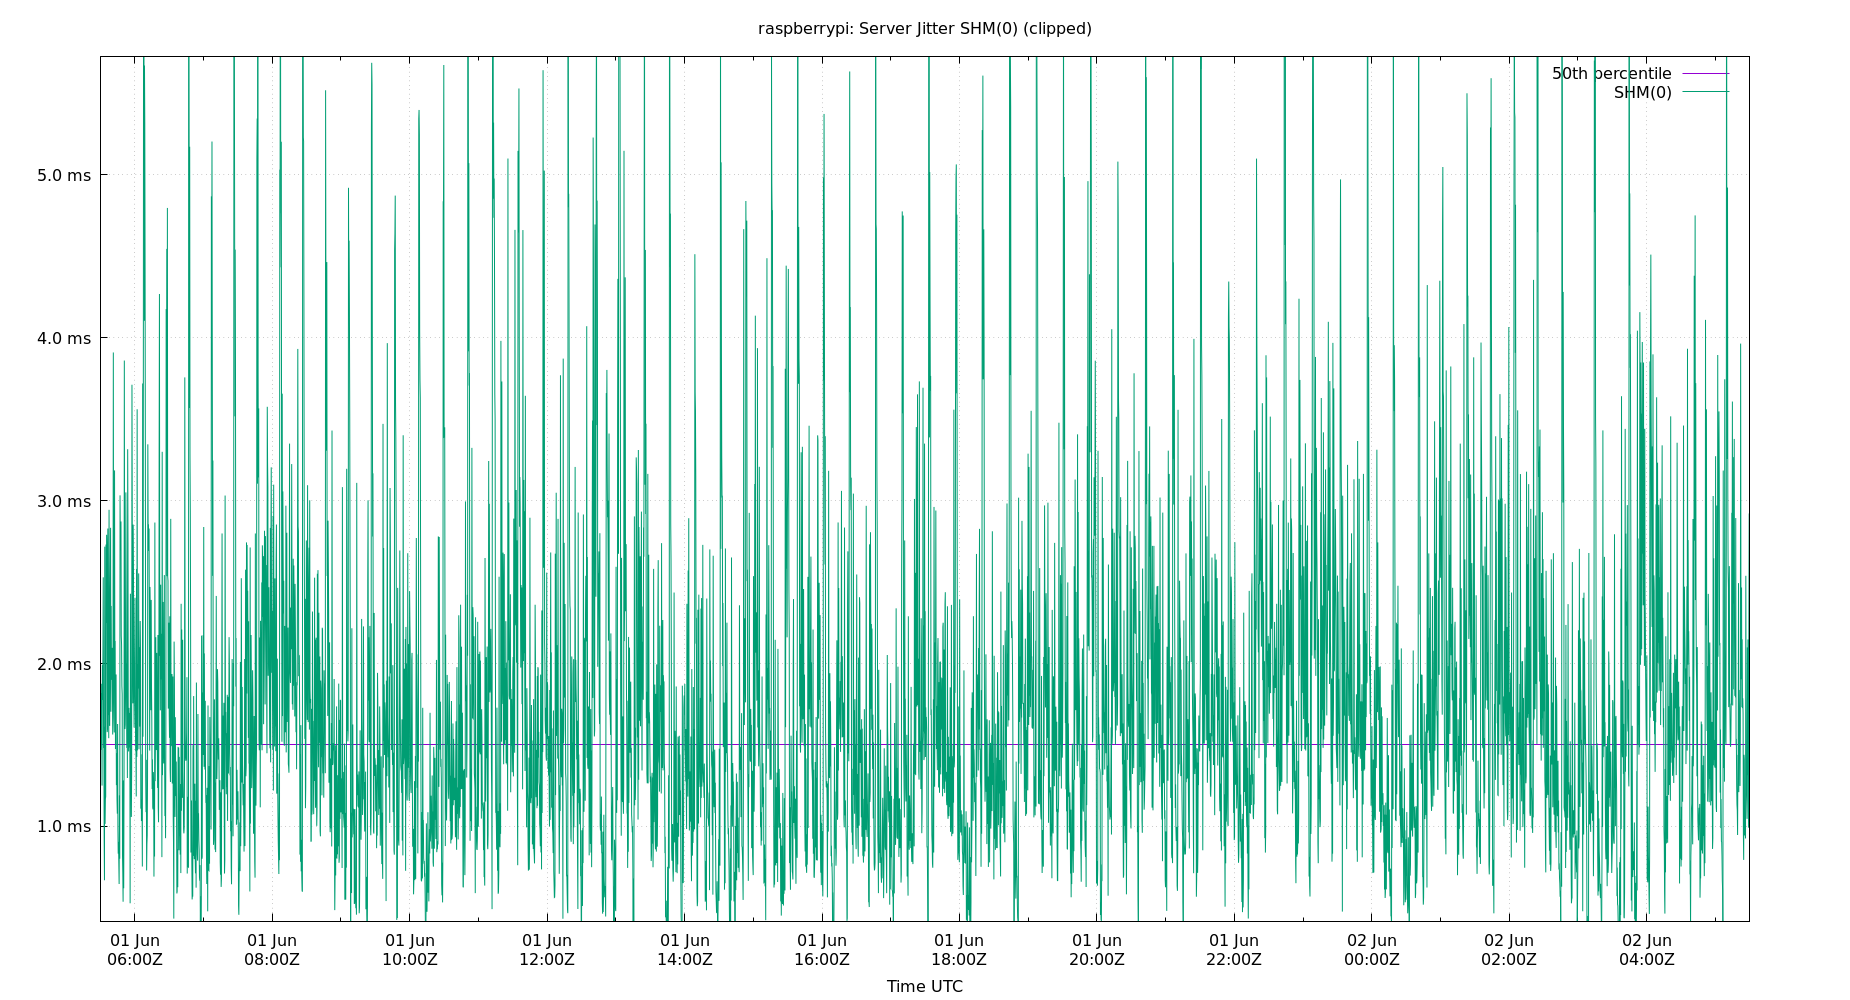 raspberrypi: Server Jitter SHM(0) (clipped)
50th percentile
SHM(0)
5.0 ms
4.0 ms
3.0 ms
2.0 ms
1.0 ms
01 Jun 01 Jun 01 Jun 01 Jun 01 Jun 01 Jun 01 Jun 01 Jun 01 Jun 02 Jun 02 Jun 02 Jun
06:00Z 08:00Z 10:00Z 12:00Z 14:00Z 16:00Z 18:00Z 20:00Z 22:00Z 00:00Z 02:00Z 04:00Z
Time UTC